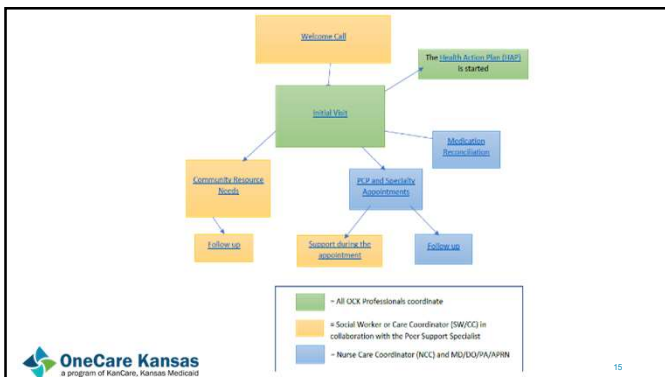 Welcome Call
The Health Action Plan (HAP)
is started
Initial Visit
Medication
Reconciliation
Community Resource
Needs
PCP and Specialty
Appointments
Follow up
Support during the
appointment
Follow up
= All OCK Professionals coordinate
= Social Worker or Care Coordinator (SW/CC) in
collaboration with the Peer Support Specialist
= Nurse Care Coordinator (NCC) and MD/DO/PA/APRN
OneCare Kansas
a program of KanCare, Kansas Medicaid
15